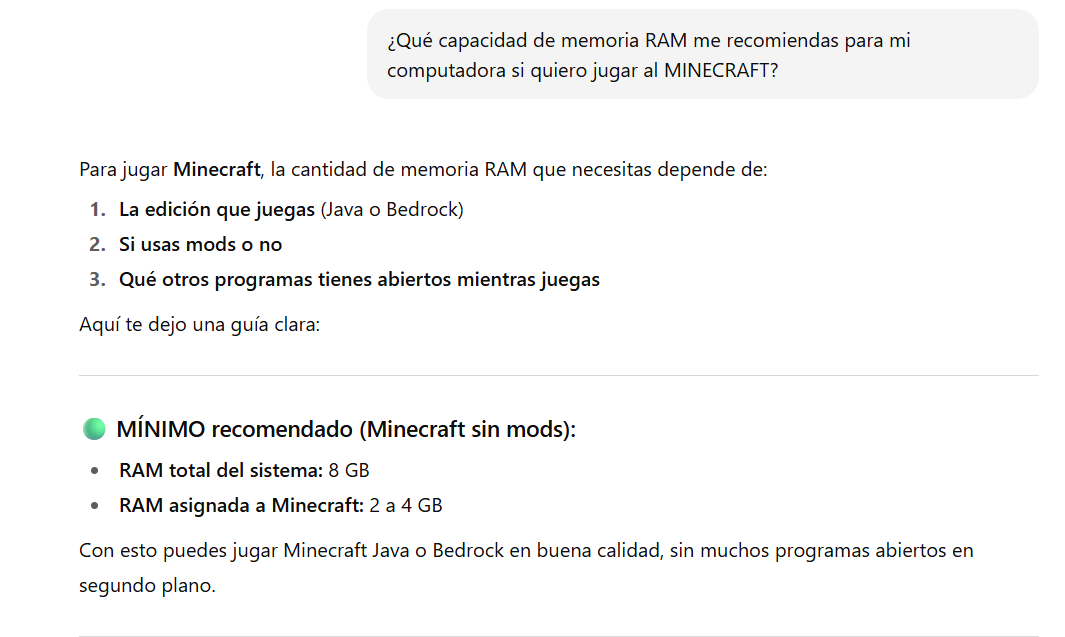 ¿Qué capacidad de memoria RAM me recomiendas para mi
computadora si quiero jugar al MINECRAFT?
Para jugar Minecraft, la cantidad de memoria RAM que necesitas depende de:
1. La edición que juegas (Java o Bedrock)
2. Si usas mods o no
3. Qué otros programas tienes abiertos mientras juegas
Aquí te dejo una guía clara:
MÍNIMO recomendado (Minecraft sin mods):
• RAM total del sistema: 8 GB
• RAM asignada a Minecraft: 2 a 4 GB
Con esto puedes jugar Minecraft Java o Bedrock en buena calidad, sin muchos programas abiertos en
segundo plano.